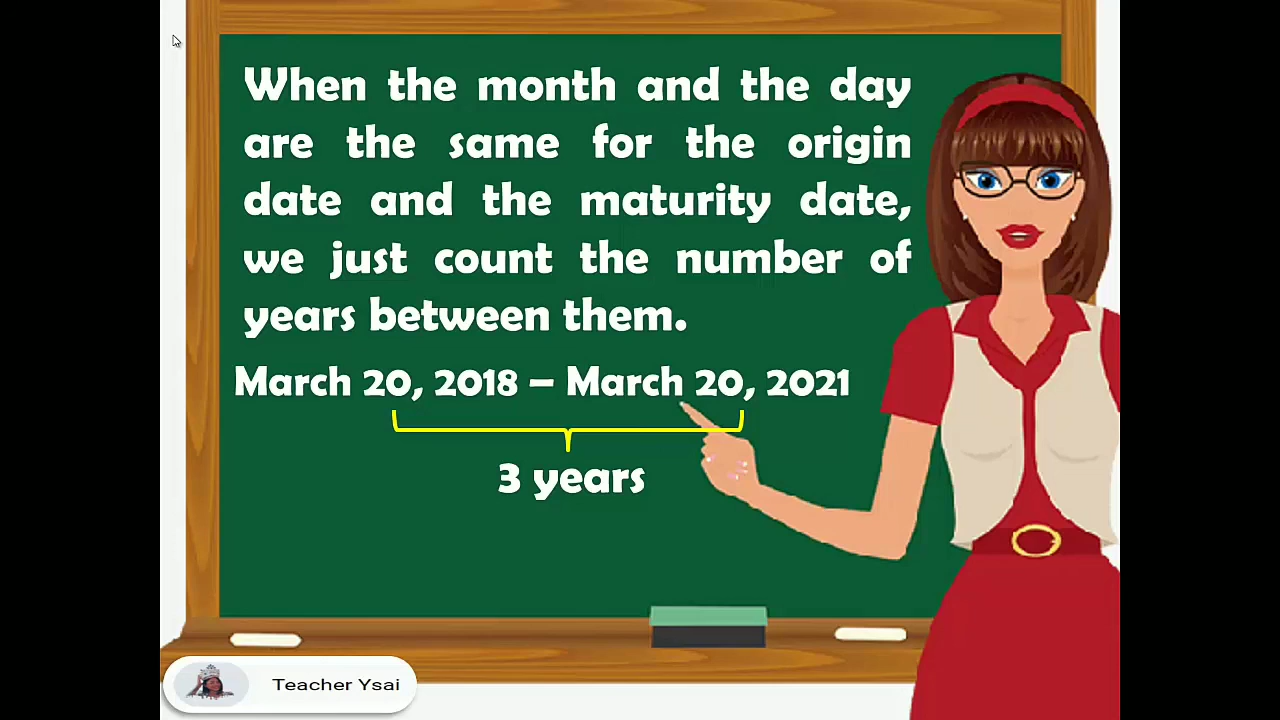 When the month and the day
are the same for the origin
date and the maturity date,
we just count the number of
years between them.
March 20, 2018 – March 20, 2021
3 years
Teacher Ysai